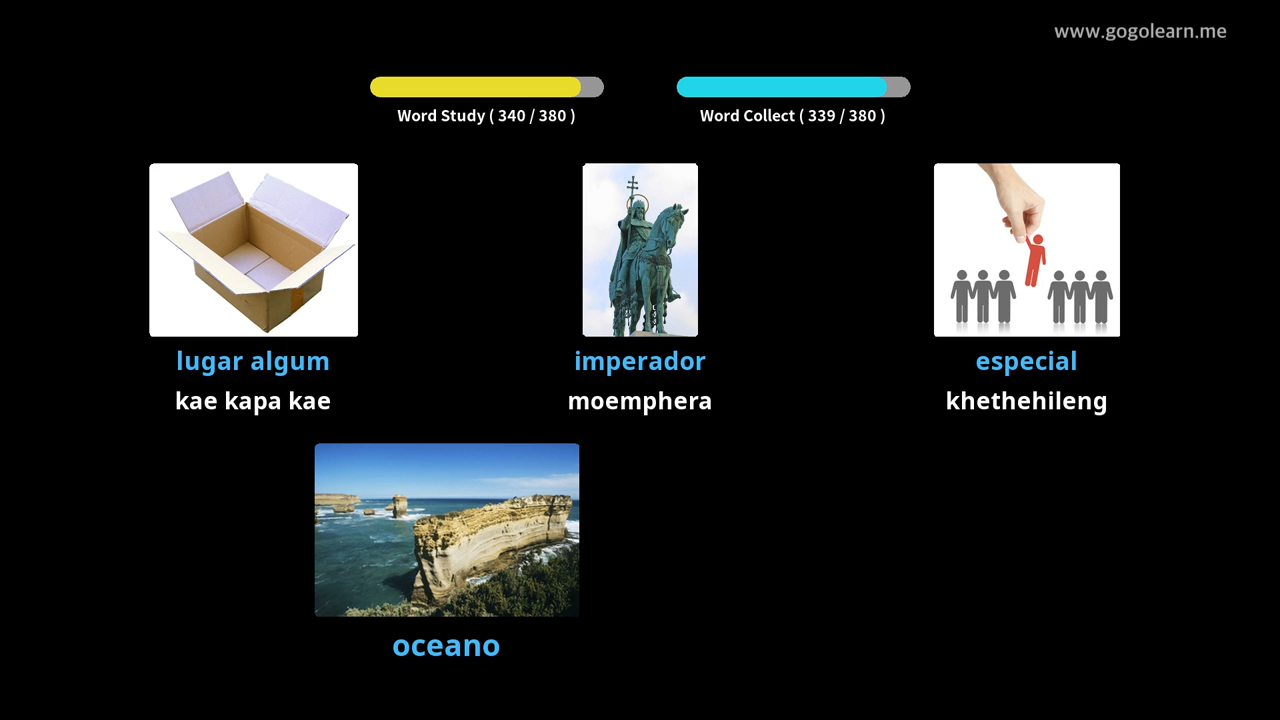 www.gogolearn.me
Word Study ( 340 / 380 )
Word Collect ( 339 / 380 )
lugar algum
imperador
especial
kae kapa kae
moemphera
khethehileng
oceano